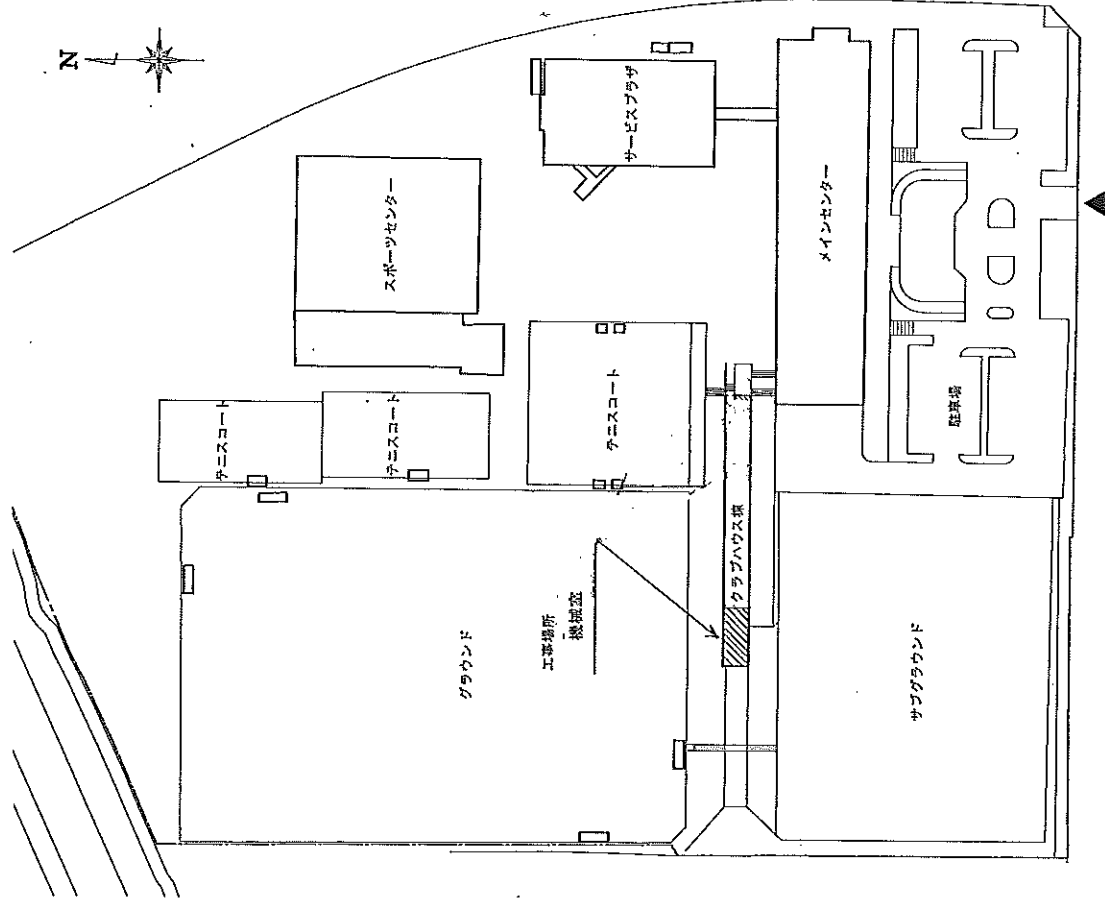 N
サービスプラザ
スポーツセンター
メインセンター
テニスコート
テニスコート
テニスコート
駐車場
クラブハウス棟
工事場所
機械室
グラウンド
サブグラウンド